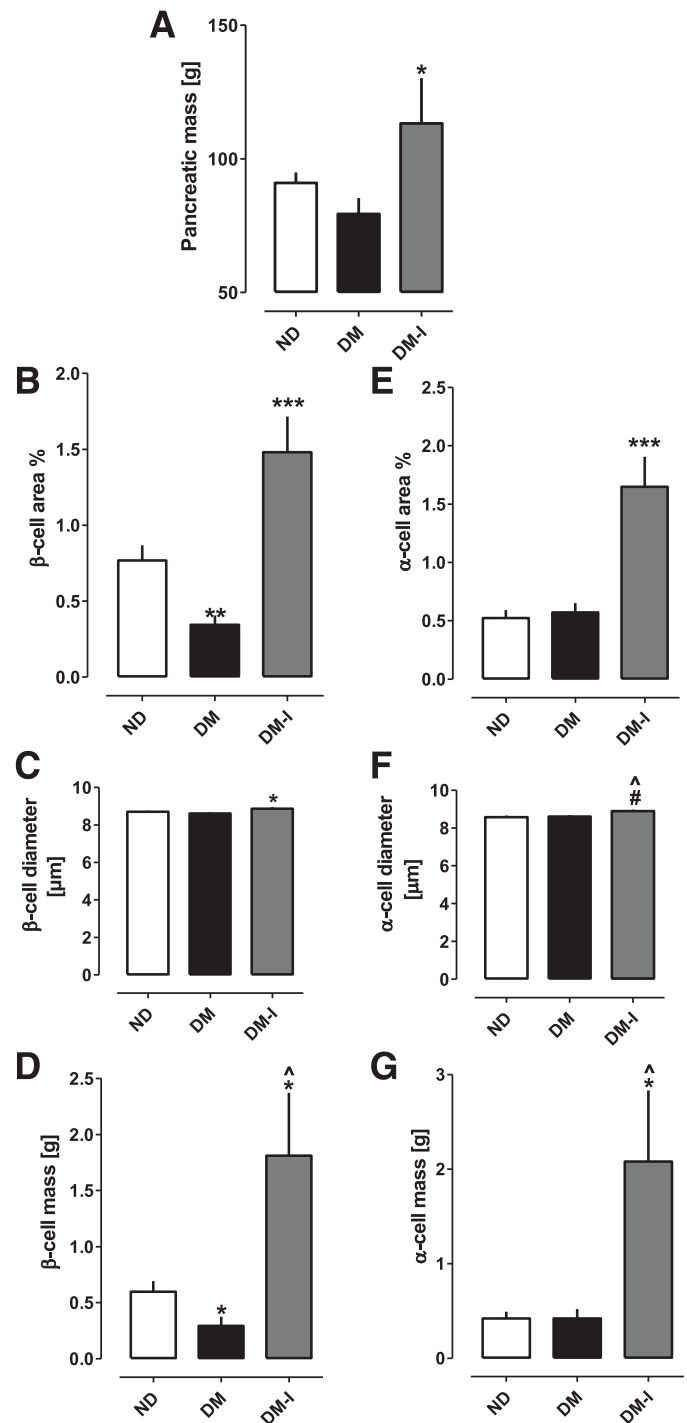 A
Pancreatic mass [g]
150
100
50
*
ND
DM
DM-I
B
β-cell area %
2.0
1.5
1.0
0.5
0.0
**
***
ND
DM
DM-I
E
α-cell area %
2.5
2.0
1.5
1.0
0.5
0.0
***
ND
DM
DM-I
C
β-cell diameter
[µm]
10
8
6
4
2
0
*
ND
DM
DM-I
F
α-cell diameter
[µm]
10
8
6
4
2
0
^
#
ND
DM
DM-I
D
β-cell mass [g]
2.5
2.0
1.5
1.0
0.5
0.0
*
^
*
ND
DM
DM-I
G
α-cell mass [g]
3
2
1
0
^
*
ND
DM
DM-I